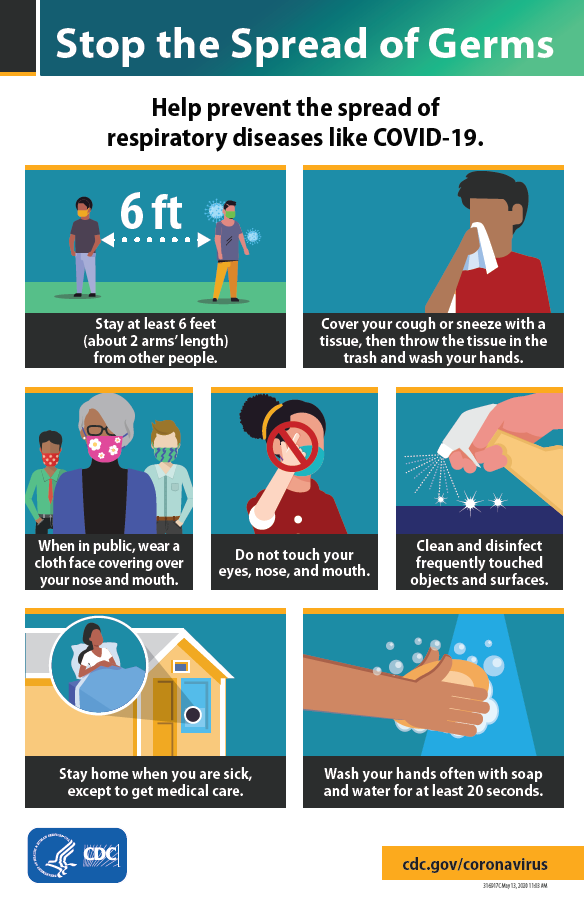 Stop the Spread of Germs
Help prevent the spread of
respiratory diseases like COVID-19.
6 ft
Stay at least 6 feet
(about 2 arms' length)
from other people.
Cover your cough or sneeze with a
tissue, then throw the tissue in the
trash and wash your hands.
When in public, wear a
cloth face covering over
your nose and mouth.
Do not touch your
eyes, nose, and mouth.
Clean and disinfect
frequently touched
objects and surfaces.
Stay home when you are sick,
except to get medical care.
Wash your hands often with soap
and water for at least 20 seconds.
CDC
cdc.gov/coronavirus
316917C May 13, 2020 11:03 AM